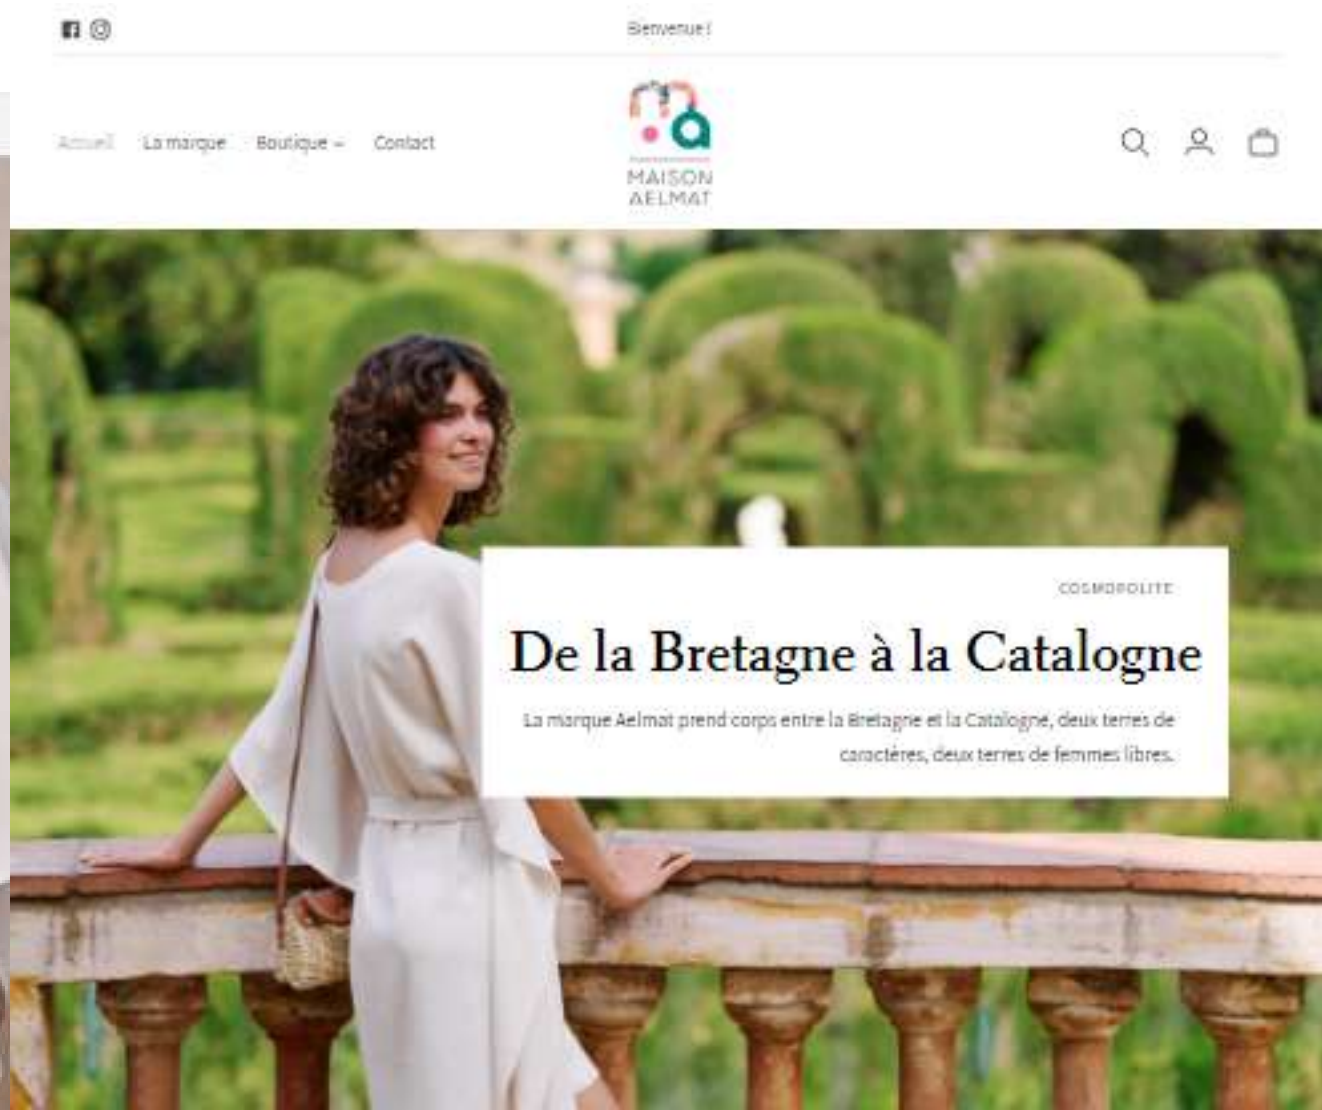 Bienvenue !
Accueil La marque Boutique Contact
ma
MAISON
AELMAT
COSMOPOLITE
De la Bretagne à la Catalogne
La marque Aelmat prend corps entre la Bretagne et la Catalogne, deux terres de
caractères, deux terres de femmes libres.